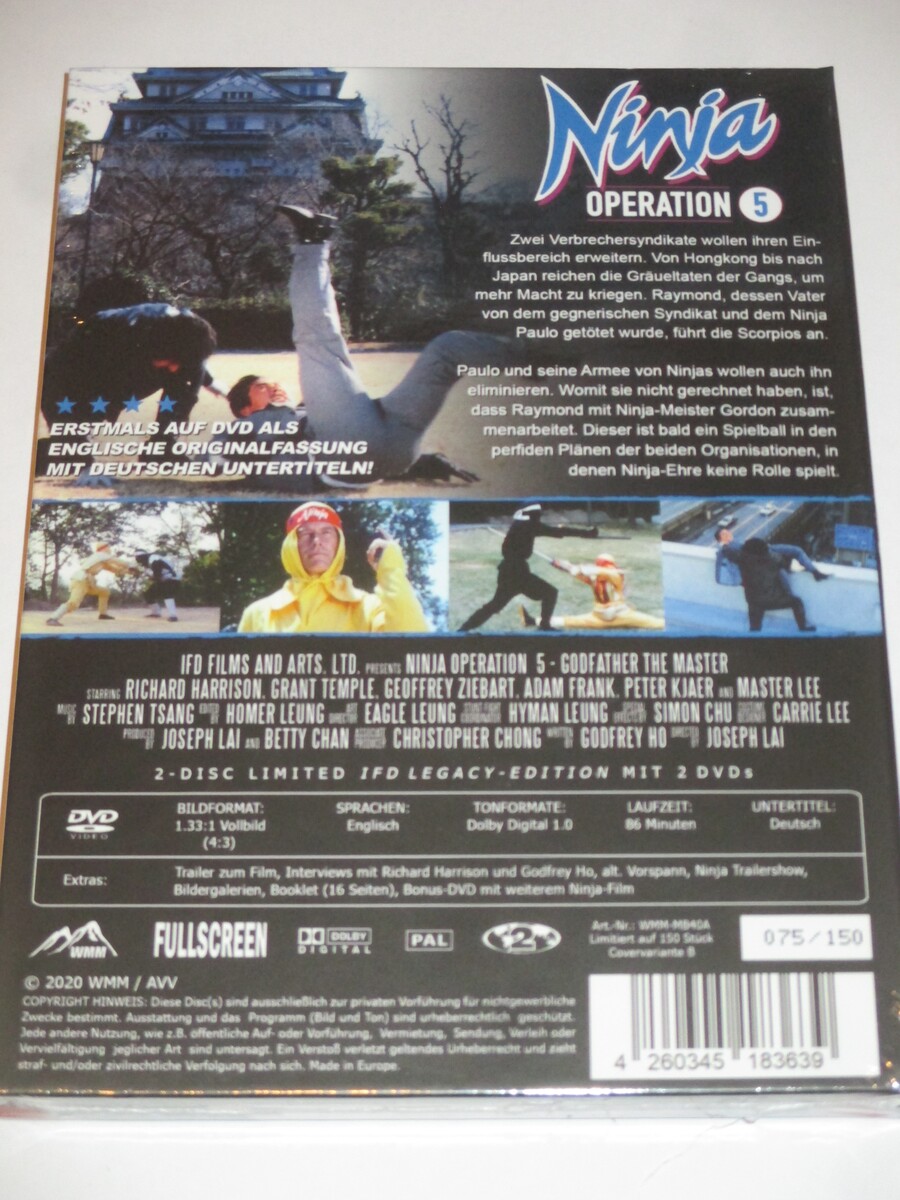 Ninja
OPERATION 5
Zwei Verbrechersyndikate wollen ihren Ein-
flussbereich erweitern. Von Hongkong bis nach
Japan reichen die Gräueltaten der Gangs, um
mehr Macht zu kriegen. Raymond, dessen Vater
von dem gegnerischen Syndikat und dem Ninja
Paulo getötet wurde, führt die Scorpios an.
Paulo und seine Armee von Ninjas wollen auch ihn
eliminieren. Womit sie nicht gerechnet haben, ist,
dass Raymond mit Ninja-Meister Gordon zusam-
menarbeitet. Dieser ist bald ein Spielball in den
perfiden Plänen der beiden Organisationen, in
denen Ninja-Ehre keine Rolle spielt.
ERSTMALS AUF DVD ALS
ENGLISCHE ORIGINALFASSUNG
MIT DEUTSCHEN UNTERTITELN!
Ninja
IFD FILMS AND ARTS. LTD. PRESENTS NINJA OPERATION 5 - GODFATHER THE MASTER
STARRING RICHARD HARRISON, GRANT TEMPLE, GEOFFREY ZIEBART, ADAM FRANK, PETER KJAER AND MASTER LEE
MUSIC BY STEPHEN TSANG EDITED BY HOMER LEUNG ART DIRECTOR EAGLE LEUNG HYMAN LEUNG SIMON CHU CARRIE LEE
PRODUCED BY JOSEPH LAI AND BETTY CHAN ASSOCIATE PRODUCER CHRISTOPHER CHONG WRITTEN BY GODFREY HO DIRECTED BY JOSEPH LAI
2-DISC LIMITED IFD LEGACY-EDITION MIT 2 DVDs
DVD VIDEO
BILDFORMAT:
1.33:1 Vollbild
(4:3)
SPRACHEN:
Englisch
TONFORMATE:
Dolby Digital 1.0
LAUFZEIT:
86 Minuten
UNTERTITEL:
Deutsch
Extras:
Trailer zum Film, Interviews mit Richard Harrison und Godfrey Ho, alt. Vorspann, Ninja Trailershow,
Bildergalerien, Booklet (16 Seiten), Bonus-DVD mit weiterem Ninja-Film
WMM
FULLSCREEN
DOLBY
DIGITAL
PAL
2
Art.-Nr.: WMM-MB40A
Limitiert auf 150 Stück
Covervariante B
075/150
© 2020 WMM / AVV
COPYRIGHT HINWEIS: Diese Disc(s) sind ausschließlich zur privaten Vorführung für nichtgewerbliche
Zwecke bestimmt. Ausstattung und das Programm (Bild und Ton) sind urheberrechtlich geschützt.
Jede andere Nutzung, wie z.B. öffentliche Auf- oder Vorführung, Vermietung, Sendung, Verleih oder
Vervielfältigung jeglicher Art sind untersagt. Ein Verstoß verletzt geltendes Urheberrecht und zieht
straf- und/oder zivilrechtliche Verfolgung nach sich. Made in Europe.
4 260345 183639